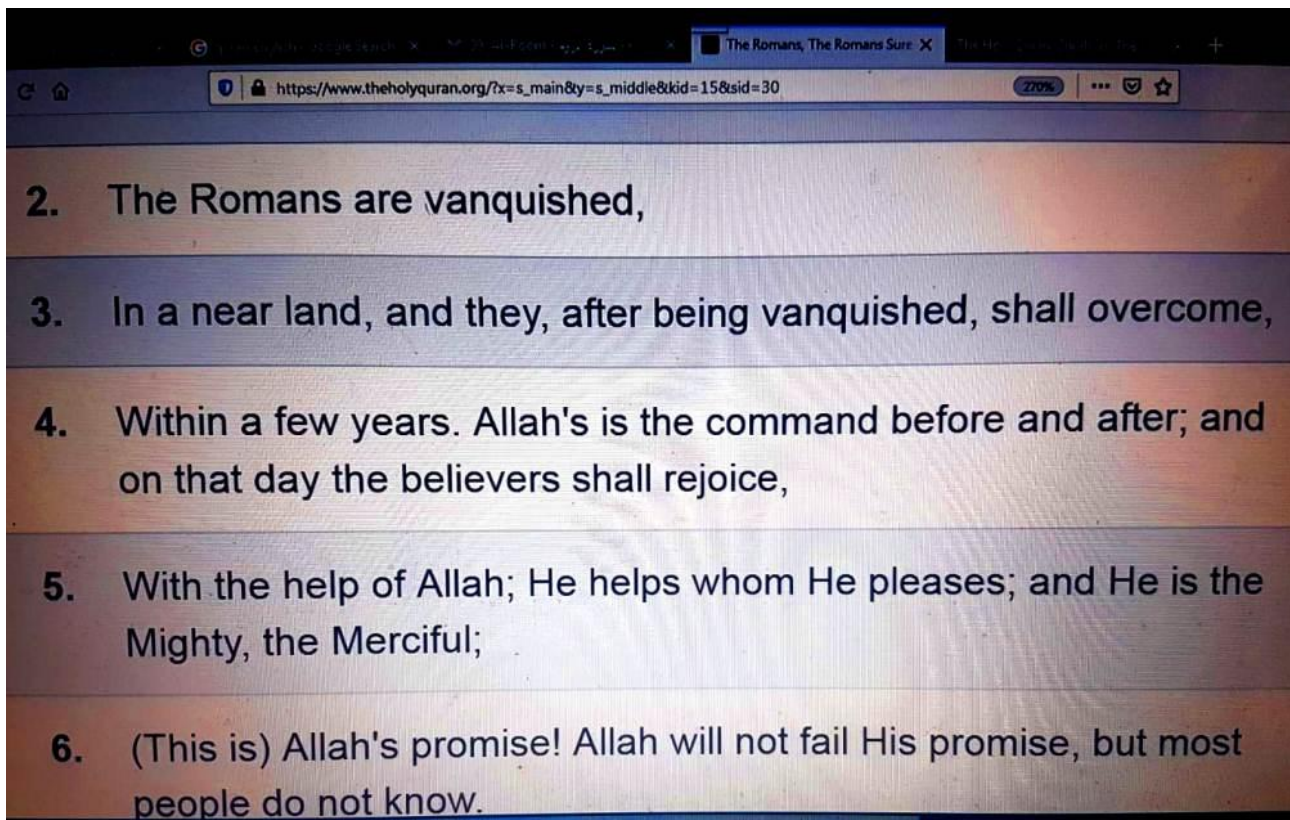 The Romans, The Romans Sure X
https://www.theholyquran.org/?x=s_main&y=s_middle&kid=15&sid=30
270%
2. The Romans are vanquished,
3. In a near land, and they, after being vanquished, shall overcome,
4. Within a few years. Allah's is the command before and after; and
on that day the believers shall rejoice,
5. With the help of Allah; He helps whom He pleases; and He is the
Mighty, the Merciful;
6. (This is) Allah's promise! Allah will not fail His promise, but most
people do not know.